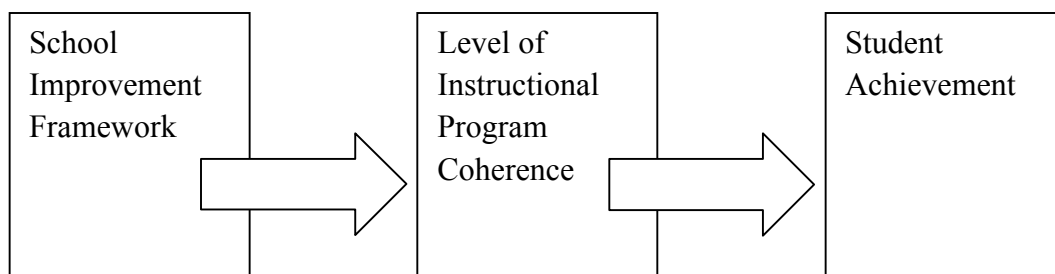 School
Improvement
Framework
Level of
Instructional
Program
Coherence
Student
Achievement